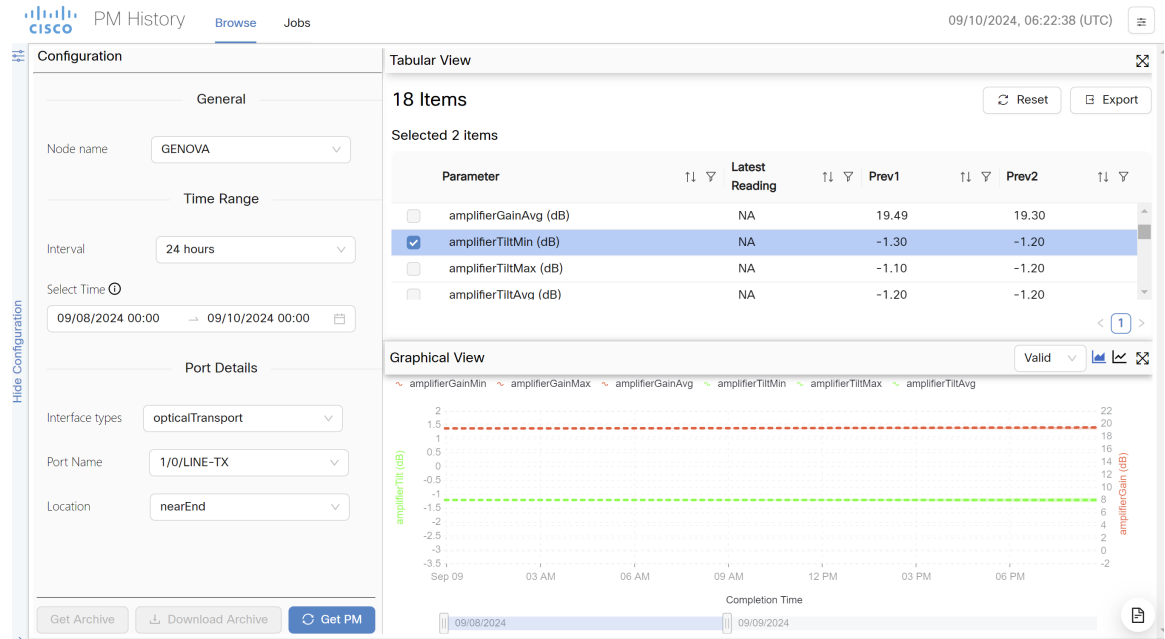 CISCO PM History Browse Jobs 09/10/2024, 06:22:38 (UTC)
Hide Configuration
Configuration
General
Node name GENOVA
Time Range
Interval 24 hours
Select Time
09/08/2024 00:00 → 09/10/2024 00:00
Port Details
Interface types opticalTransport
Port Name 1/0/LINE-TX
Location nearEnd
Get Archive Download Archive Get PM
Tabular View
18 Items Reset Export
Selected 2 items
Parameter Latest Reading Prev1 Prev2
amplifierGainAvg (dB) NA 19.49 19.30
amplifierTiltMin (dB) NA -1.30 -1.20
amplifierTiltMax (dB) NA -1.10 -1.20
amplifierTiltAvg (dB) NA -1.20 -1.20
< 1 >
Graphical View Valid
amplifierGainMin amplifierGainMax amplifierGainAvg amplifierTiltMin amplifierTiltMax amplifierTiltAvg
amplifierTilt (dB)
2
1.5
1
0.5
0
-0.5
-1
-1.5
-2
-2.5
-3
-3.5
22
20
18
16
14
12
10
8
6
4
2
0
-2
amplifierGain (dB)
Sep 09 03 AM 06 AM 09 AM 12 PM 03 PM 06 PM
Completion Time
09/08/2024 09/09/2024